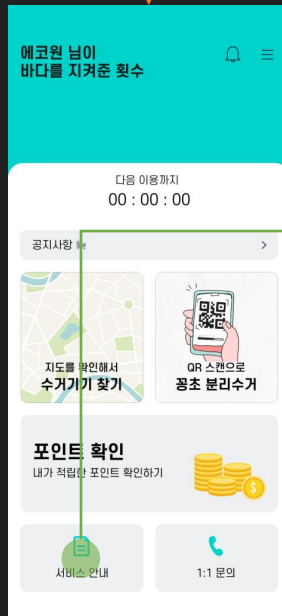 에코원 님이
바다를 지켜준 횟수
다음 이용까지
00 : 00 : 00
공지사항
지도를 확인해서
수거기기 찾기
QR 스캔으로
꽁초 분리수거
포인트 확인
내가 적립한 포인트 확인하기
서비스 안내
1:1 문의